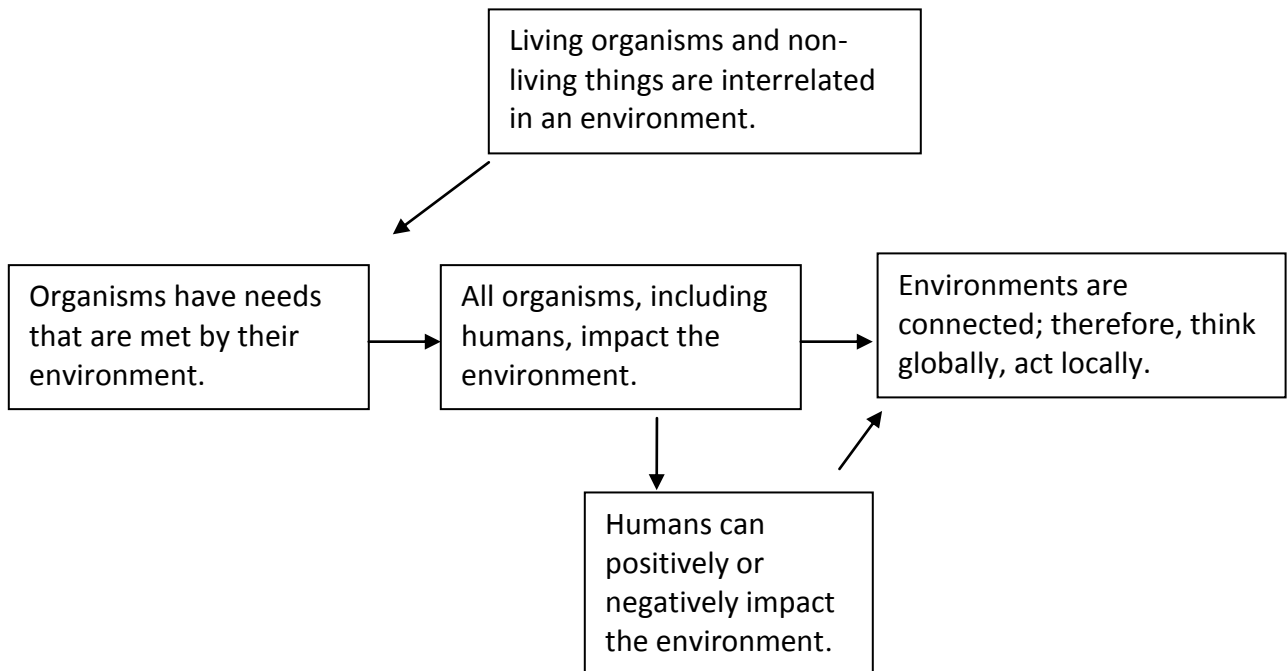 Living organisms and non-
living things are interrelated
in an environment.
Organisms have needs
that are met by their
environment.
All organisms, including
humans, impact the
environment.
Environments are
connected; therefore, think
globally, act locally.
Humans can
positively or
negatively impact
the environment.